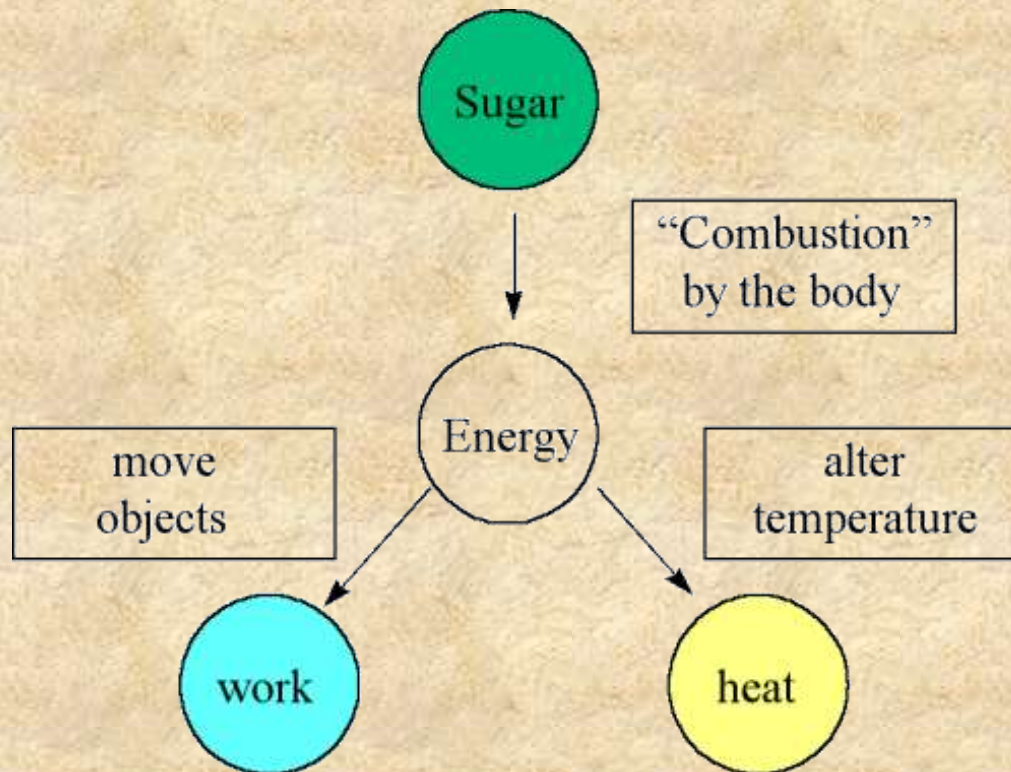 Sugar
“Combustion”
by the body
Energy
move
objects
alter
temperature
work
heat